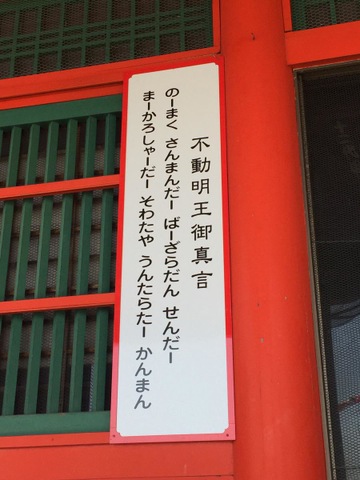 不動明王御真言
のーまく さんまんだー ばーざらだん せんだー
まーかろしゃーだー そわたや うんたらたー かんまん